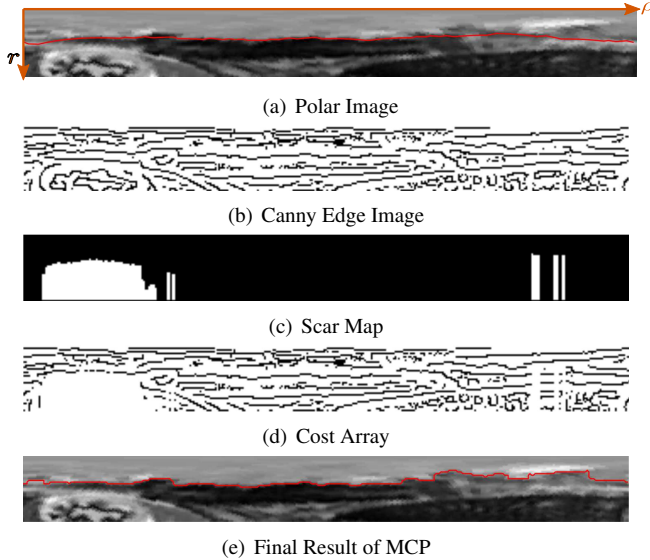 ρ
r
(a) Polar Image
(b) Canny Edge Image
(c) Scar Map
(d) Cost Array
(e) Final Result of MCP